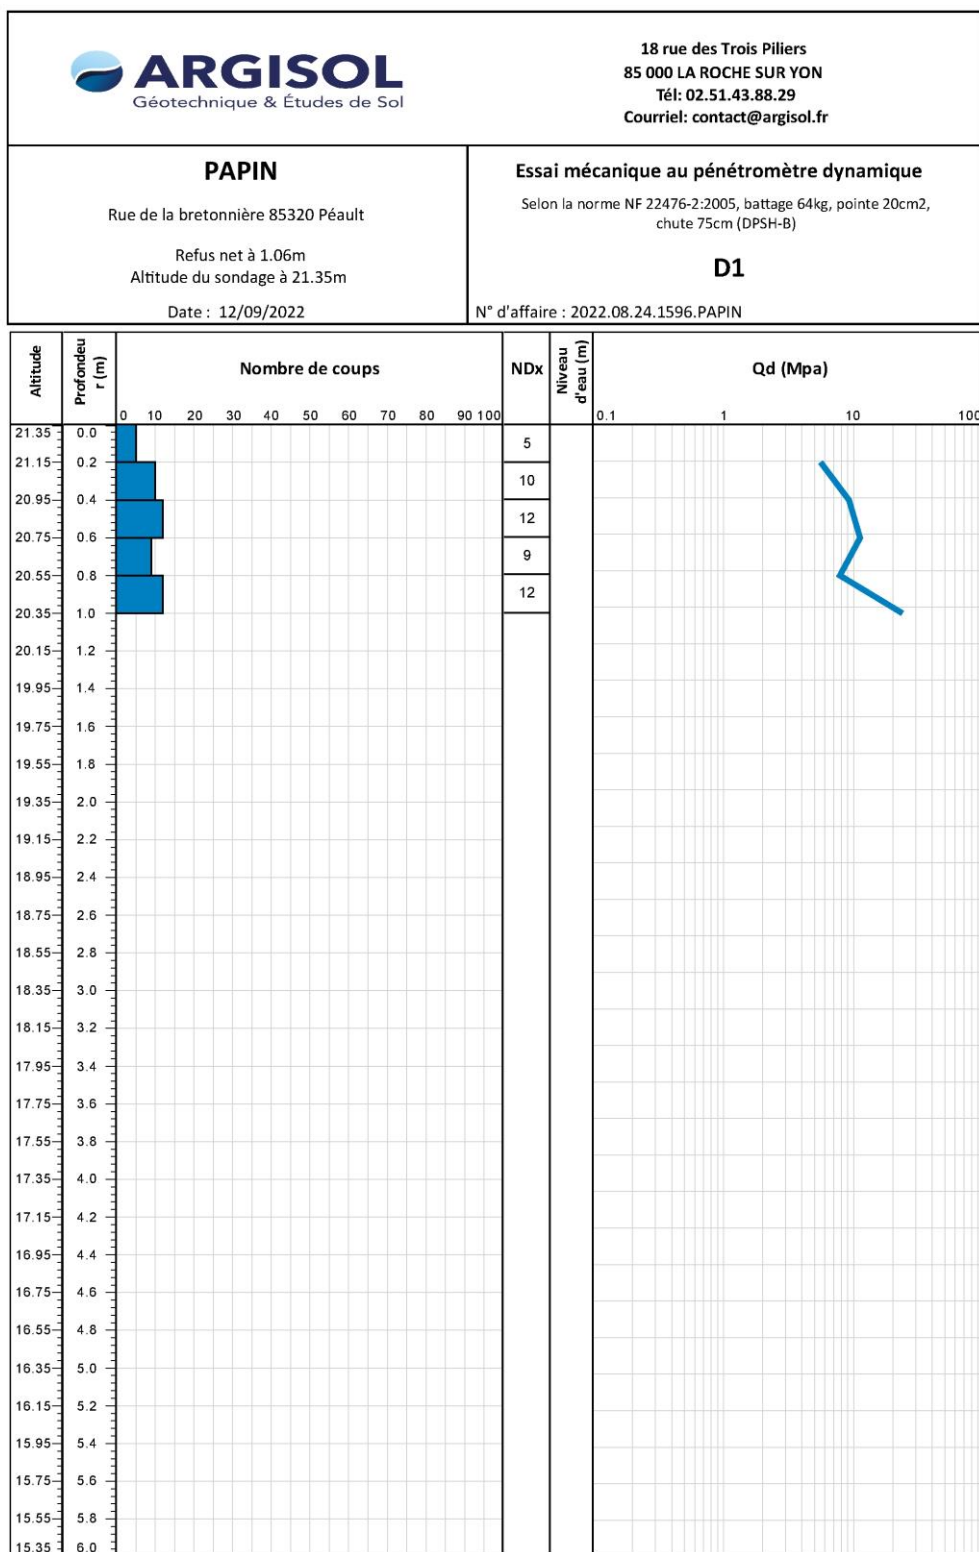 ARGISOL
Géotechnique & Études de Sol
18 rue des Trois Piliers
85 000 LA ROCHE SUR YON
Tél: 02.51.43.88.29
Courriel: contact@argisol.fr
PAPIN
Rue de la bretonnière 85320 Péault
Refus net à 1.06m
Altitude du sondage à 21.35m
Date : 12/09/2022
Essai mécanique au pénétromètre dynamique
Selon la norme NF 22476-2:2005, battage 64kg, pointe 20cm2,
chute 75cm (DPSH-B)
D1
N° d'affaire : 2022.08.24.1596.PAPIN
Altitude
Profondeu
r (m)
Nombre de coups
NDx
Niveau
d'eau (m)
Qd (Mpa)
0 10 20 30 40 50 60 70 80 90 100
0.1 1 10 100
21.35 0.0
5
21.15 0.2
10
20.95 0.4
12
20.75 0.6
9
20.55 0.8
12
20.35 1.0
20.15 1.2
19.95 1.4
19.75 1.6
19.55 1.8
19.35 2.0
19.15 2.2
18.95 2.4
18.75 2.6
18.55 2.8
18.35 3.0
18.15 3.2
17.95 3.4
17.75 3.6
17.55 3.8
17.35 4.0
17.15 4.2
16.95 4.4
16.75 4.6
16.55 4.8
16.35 5.0
16.15 5.2
15.95 5.4
15.75 5.6
15.55 5.8
15.35 6.0